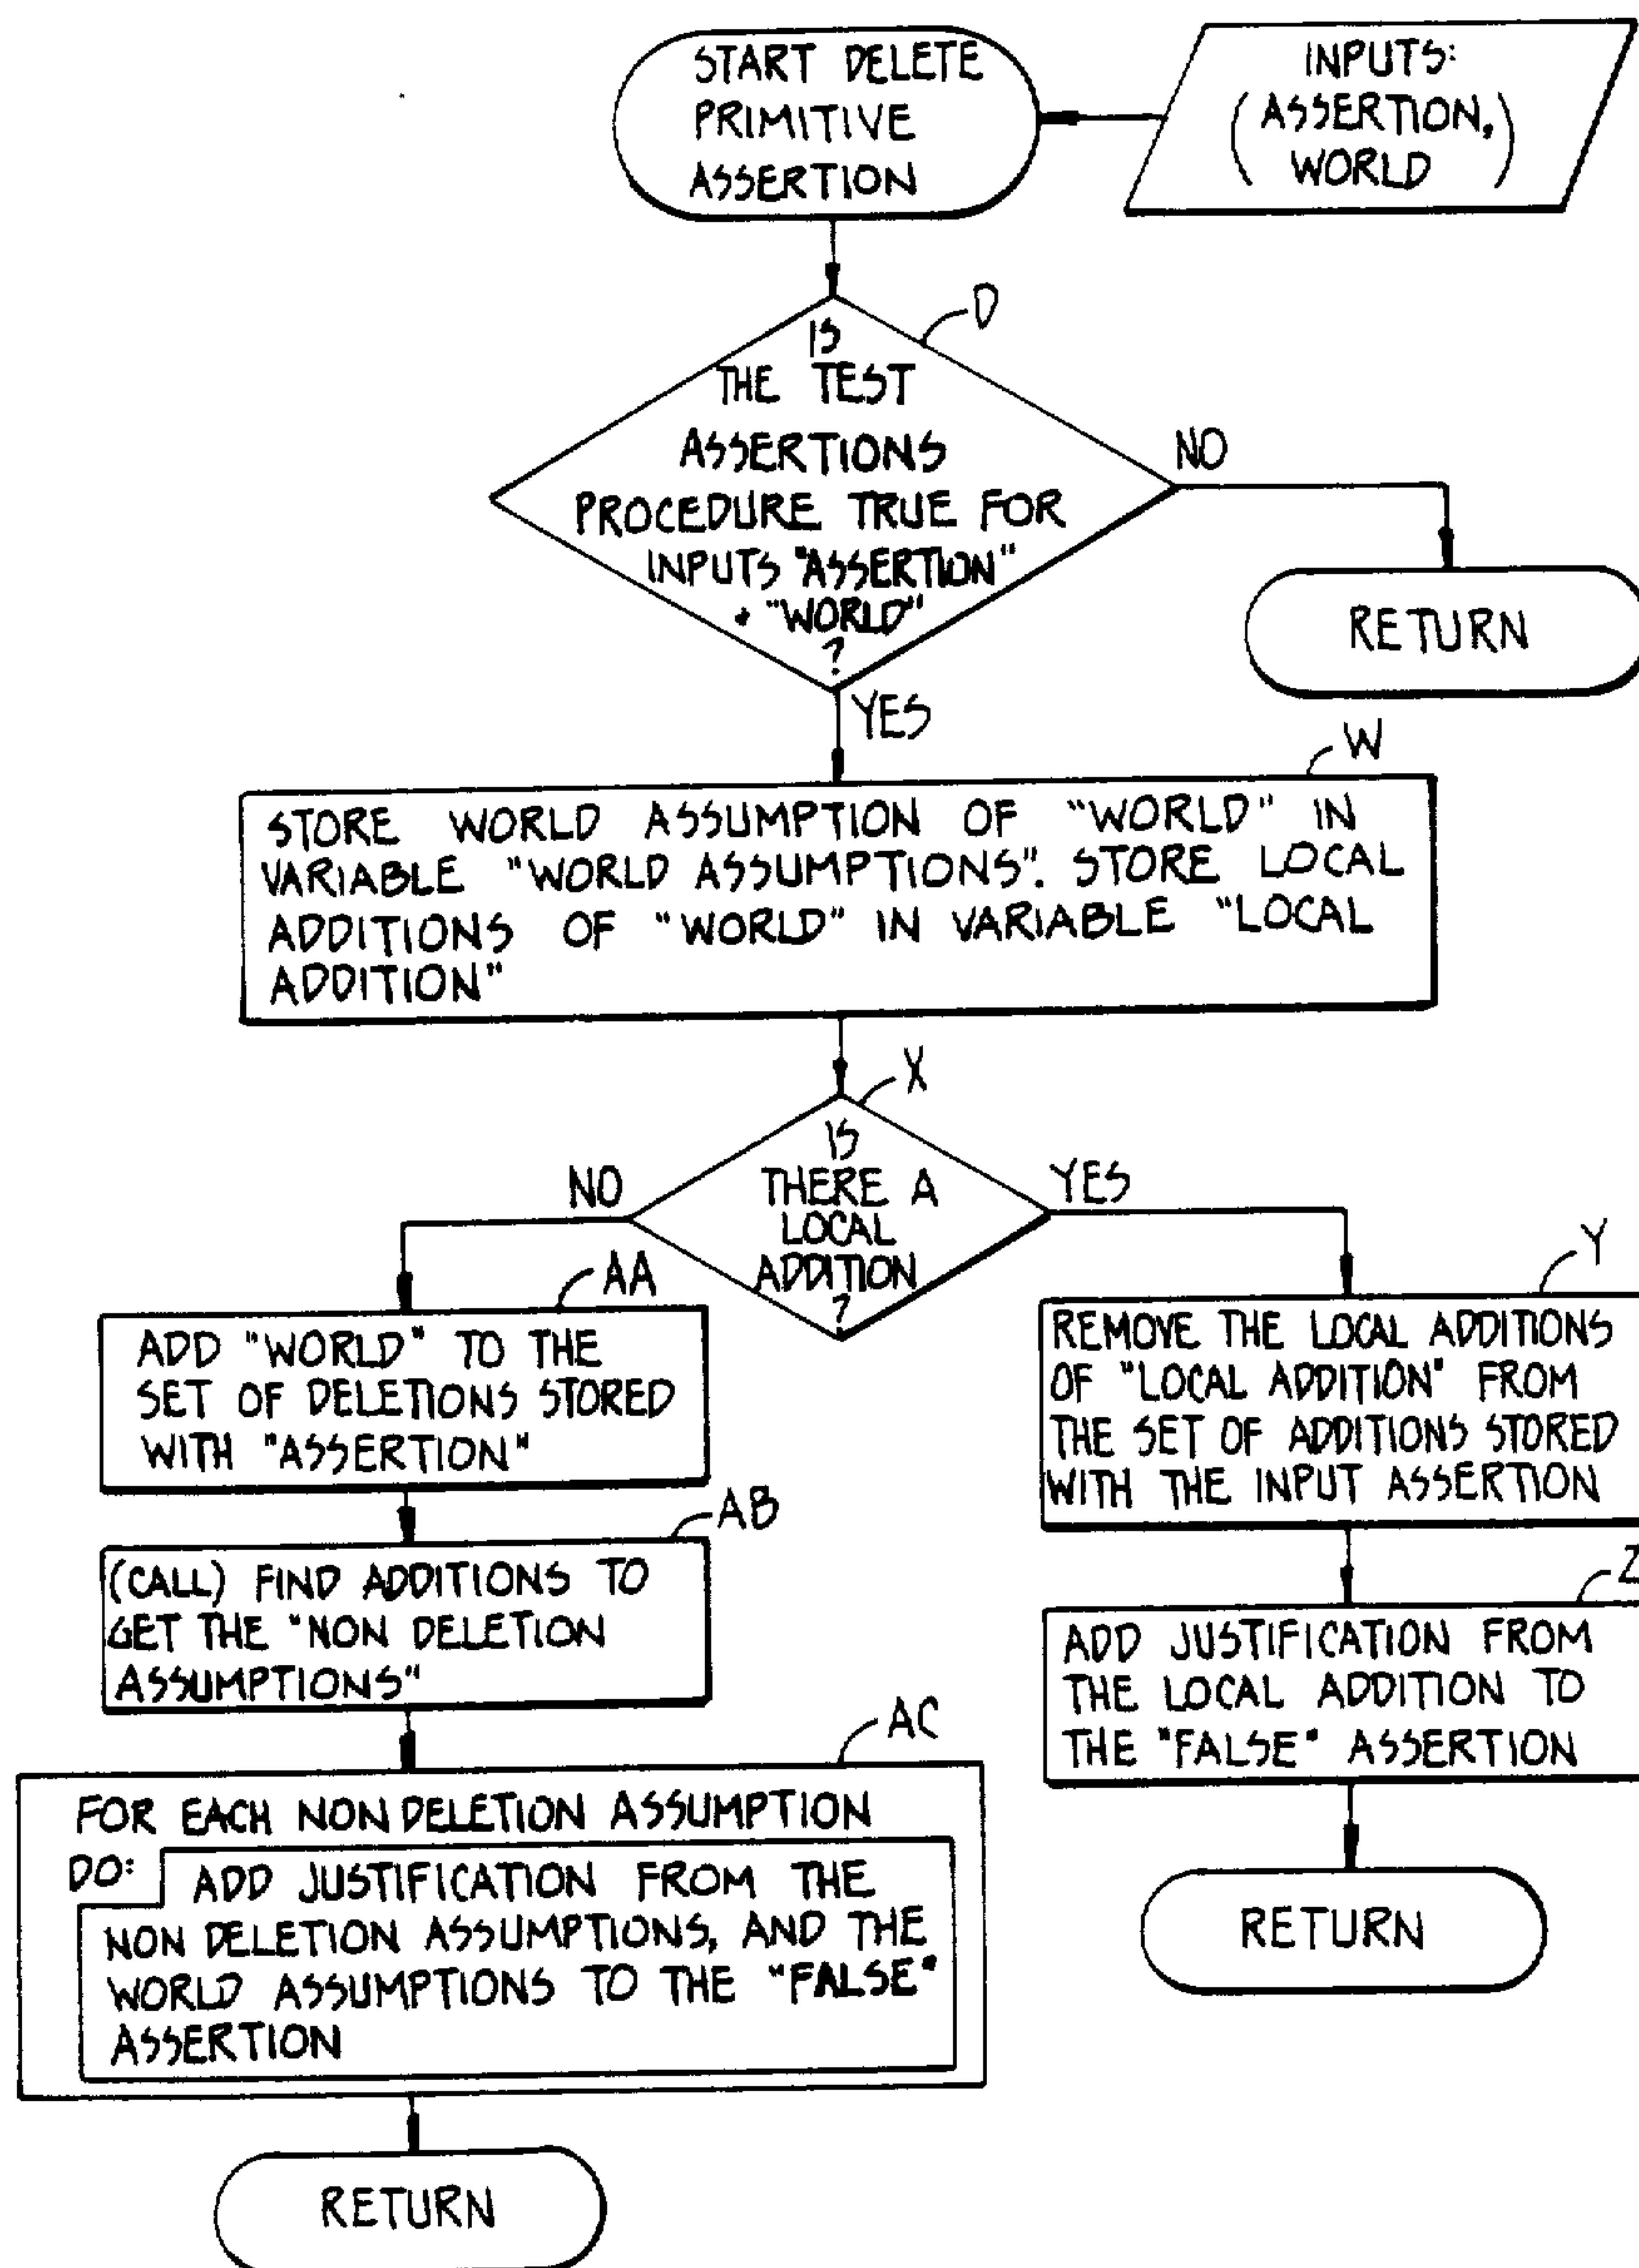 START DELETE
PRIMITIVE
ASSERTION
INPUTS:
( ASSERTION,
WORLD )
D
IS
THE TEST
ASSERTIONS
PROCEDURE TRUE FOR
INPUTS "ASSERTION"
+ "WORLD"
?
NO
RETURN
YES
W
STORE WORLD ASSUMPTION OF "WORLD" IN
VARIABLE "WORLD ASSUMPTIONS". STORE LOCAL
ADDITIONS OF "WORLD" IN VARIABLE "LOCAL
ADDITION"
X
IS
THERE A
LOCAL
ADDITION
?
NO
YES
AA
ADD "WORLD" TO THE
SET OF DELETIONS STORED
WITH "ASSERTION"
AB
(CALL) FIND ADDITIONS TO
GET THE "NON DELETION
ASSUMPTIONS"
AC
FOR EACH NON DELETION ASSUMPTION
DO: ADD JUSTIFICATION FROM THE
NON DELETION ASSUMPTIONS, AND THE
WORLD ASSUMPTIONS TO THE "FALSE"
ASSERTION
RETURN
Y
REMOVE THE LOCAL ADDITIONS
OF "LOCAL ADDITION" FROM
THE SET OF ADDITIONS STORED
WITH THE INPUT ASSERTION
Z
ADD JUSTIFICATION FROM
THE LOCAL ADDITION TO
THE "FALSE" ASSERTION
RETURN